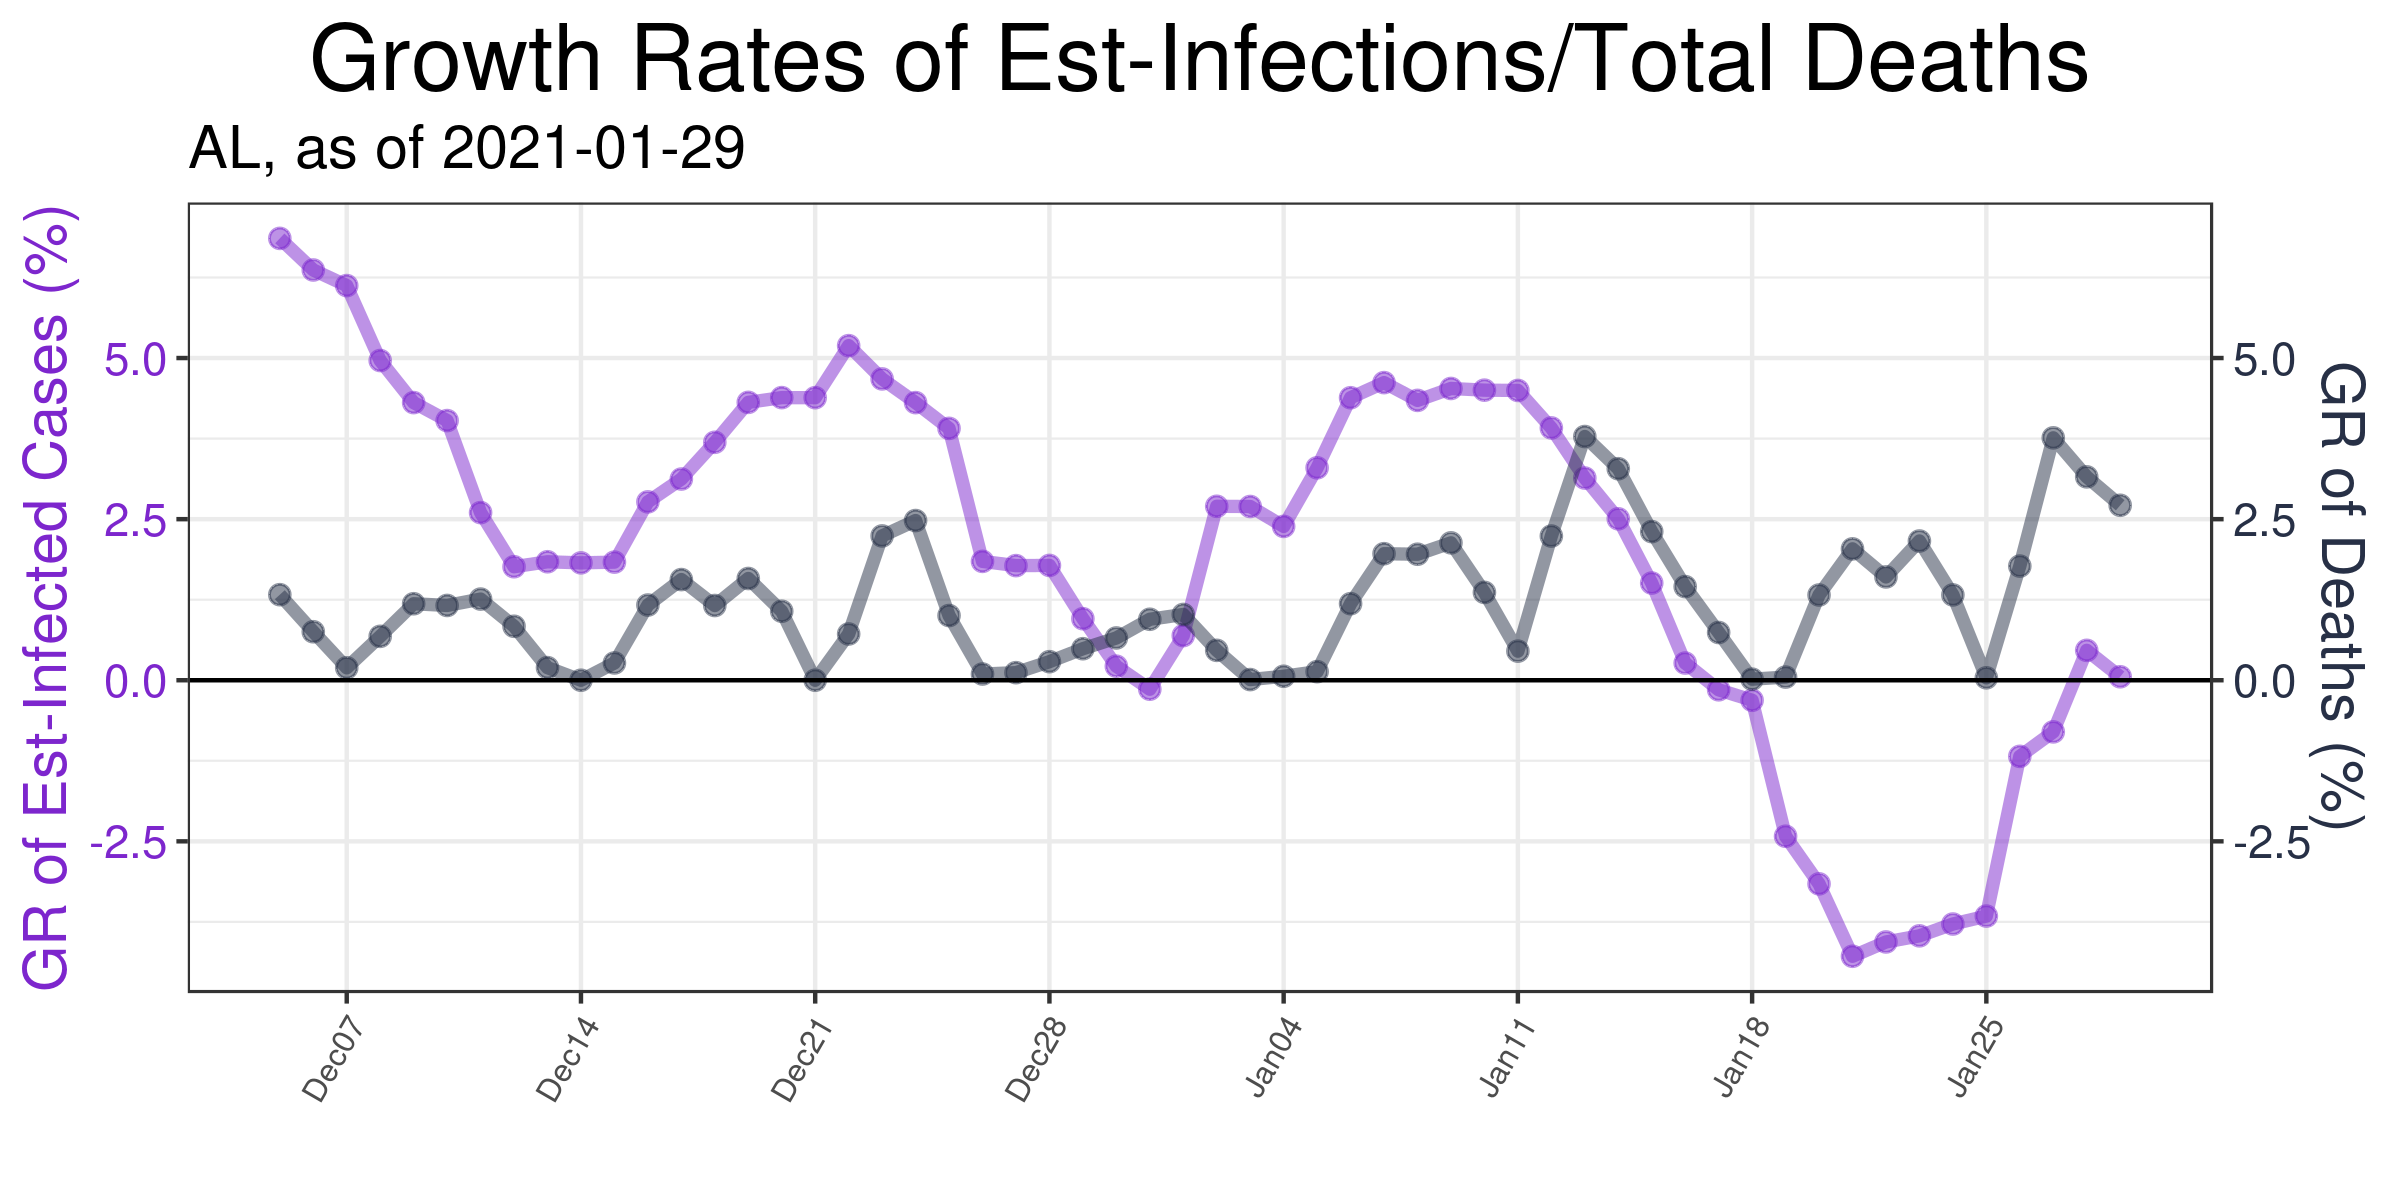 Growth Rates of Est-Infections/Total Deaths
AL, as of 2021-01-29
GR of Est-Infected Cases (%)
5.0
2.5
0.0
-2.5
5.0
2.5
0.0
-2.5
GR of Deaths (%)
Dec07
Dec14
Dec21
Dec28
Jan04
Jan11
Jan18
Jan25